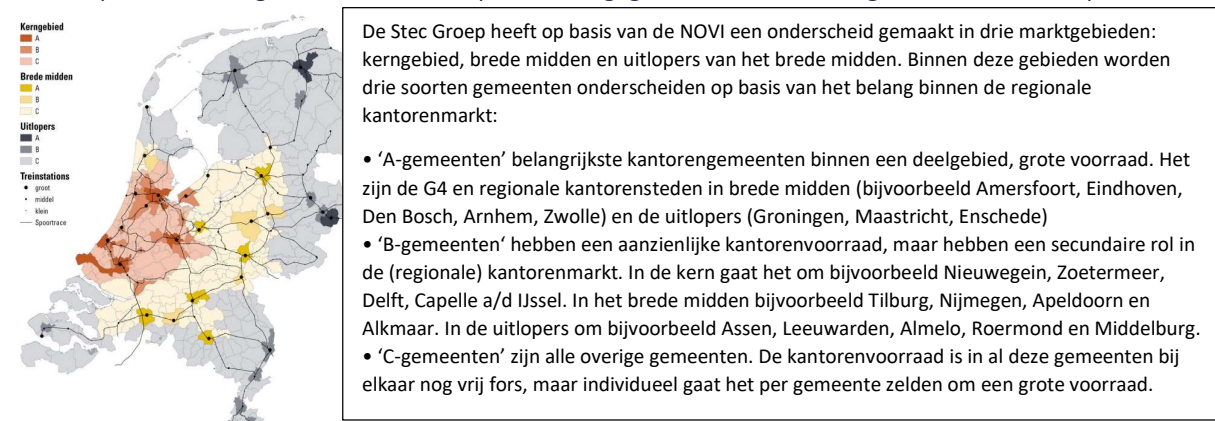 Kerngebied
A
B
C
Brede midden
A
B
C
Uitlopers
A
B
C
Treinstations
groot
middel
klein
Spoortrace
De Stec Groep heeft op basis van de NOVI een onderscheid gemaakt in drie marktgebieden:
kerngebied, brede midden en uitlopers van het brede midden. Binnen deze gebieden worden
drie soorten gemeenten onderscheiden op basis van het belang binnen de regionale
kantorenmarkt:
• ‘A-gemeenten’ belangrijkste kantorengemeenten binnen een deelgebied, grote voorraad. Het
zijn de G4 en regionale kantorensteden in brede midden (bijvoorbeeld Amersfoort, Eindhoven,
Den Bosch, Arnhem, Zwolle) en de uitlopers (Groningen, Maastricht, Enschede)
• ‘B-gemeenten‘ hebben een aanzienlijke kantorenvoorraad, maar hebben een secundaire rol in
de (regionale) kantorenmarkt. In de kern gaat het om bijvoorbeeld Nieuwegein, Zoetermeer,
Delft, Capelle a/d IJssel. In het brede midden bijvoorbeeld Tilburg, Nijmegen, Apeldoorn en
Alkmaar. In de uitlopers om bijvoorbeeld Assen, Leeuwarden, Almelo, Roermond en Middelburg.
• ‘C-gemeenten’ zijn alle overige gemeenten. De kantorenvoorraad is in al deze gemeenten bij
elkaar nog vrij fors, maar individueel gaat het per gemeente zelden om een grote voorraad.